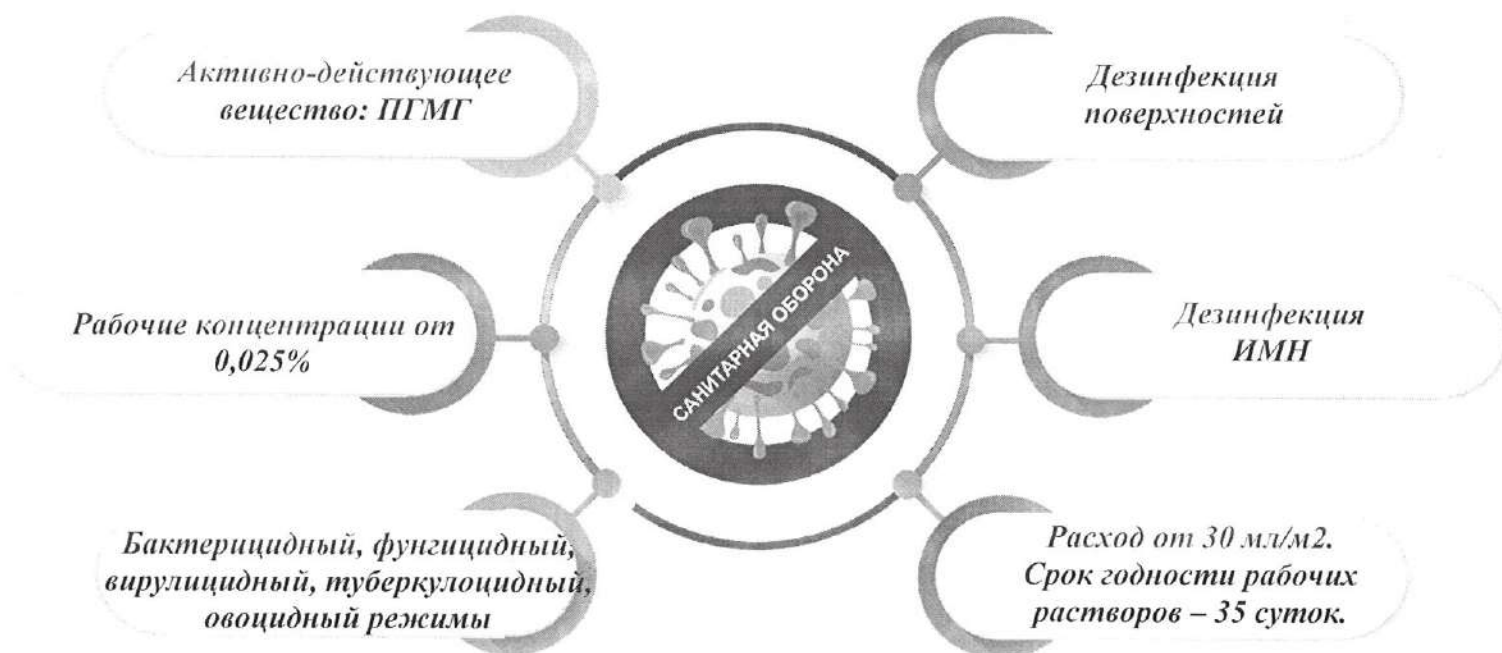 Активно-действующее
вещество: ПГМГ
Дезинфекция
поверхностей
Рабочие концентрации от
0,025%
САНИТАРНАЯ ОБОРОНА
Дезинфекция
ИМН
Бактерицидный, фунгицидный,
вирулицидный, туберкулоцидный,
овоцидный режимы
Расход от 30 мл/м2.
Срок годности рабочих
растворов – 35 суток.